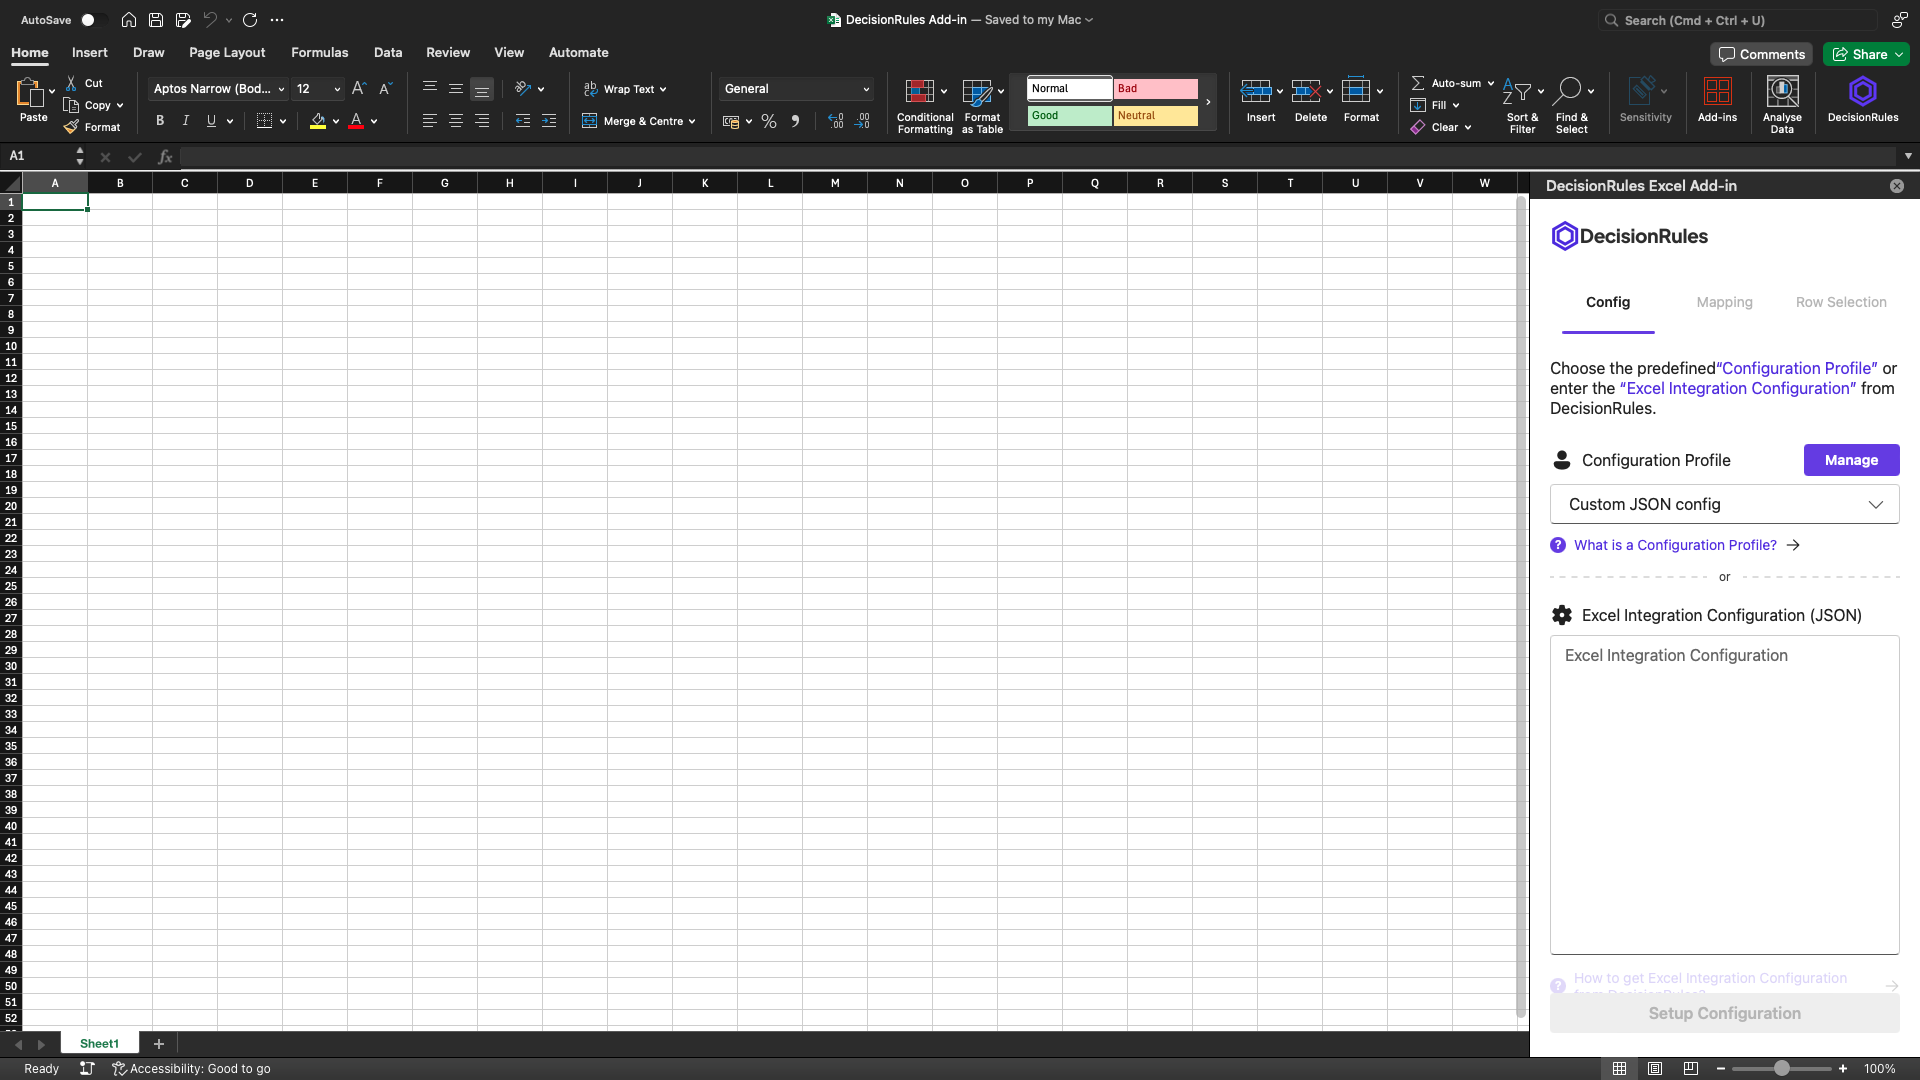 AutoSave
DecisionRules Add-in — Saved to my Mac
Search (Cmd + Ctrl + U)
Home Insert Draw Page Layout Formulas Data Review View Automate
Comments Share
Paste
Cut
Copy
Format
Aptos Narrow (Bod... 12
B I U
Wrap Text
Merge & Centre
General
Conditional Formatting
Format as Table
Normal Bad
Good Neutral
Insert Delete Format
Auto-sum
Fill
Clear
Sort & Filter
Find & Select
Sensitivity
Add-ins
Analyse Data
DecisionRules
A1
fx
A B C D E F G H I J K L M N O P Q R S T U V W
1
2
3
4
5
6
7
8
9
10
11
12
13
14
15
16
17
18
19
20
21
22
23
24
25
26
27
28
29
30
31
32
33
34
35
36
37
38
39
40
41
42
43
44
45
46
47
48
49
50
51
52
DecisionRules Excel Add-in
DecisionRules
Config Mapping Row Selection
Choose the predefined“Configuration Profile” or
enter the “Excel Integration Configuration” from
DecisionRules.
Configuration Profile Manage
Custom JSON config
What is a Configuration Profile?
or
Excel Integration Configuration (JSON)
Excel Integration Configuration
How to get Excel Integration Configuration
from DecisionRules?
Setup Configuration
Sheet1
Ready
Accessibility: Good to go
100%